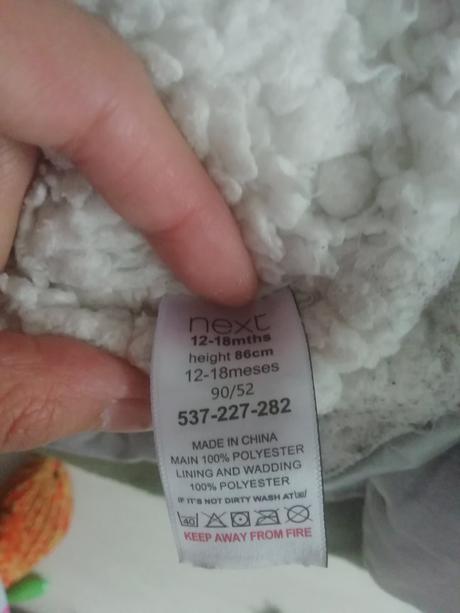 next
12-18mths
height 86cm
12-18meses
90/52
537-227-282
MADE IN CHINA
MAIN 100% POLYESTER
LINING AND WADDING
100% POLYESTER
IF IT'S NOT DIRTY WASH AT 30
40
KEEP AWAY FROM FIRE